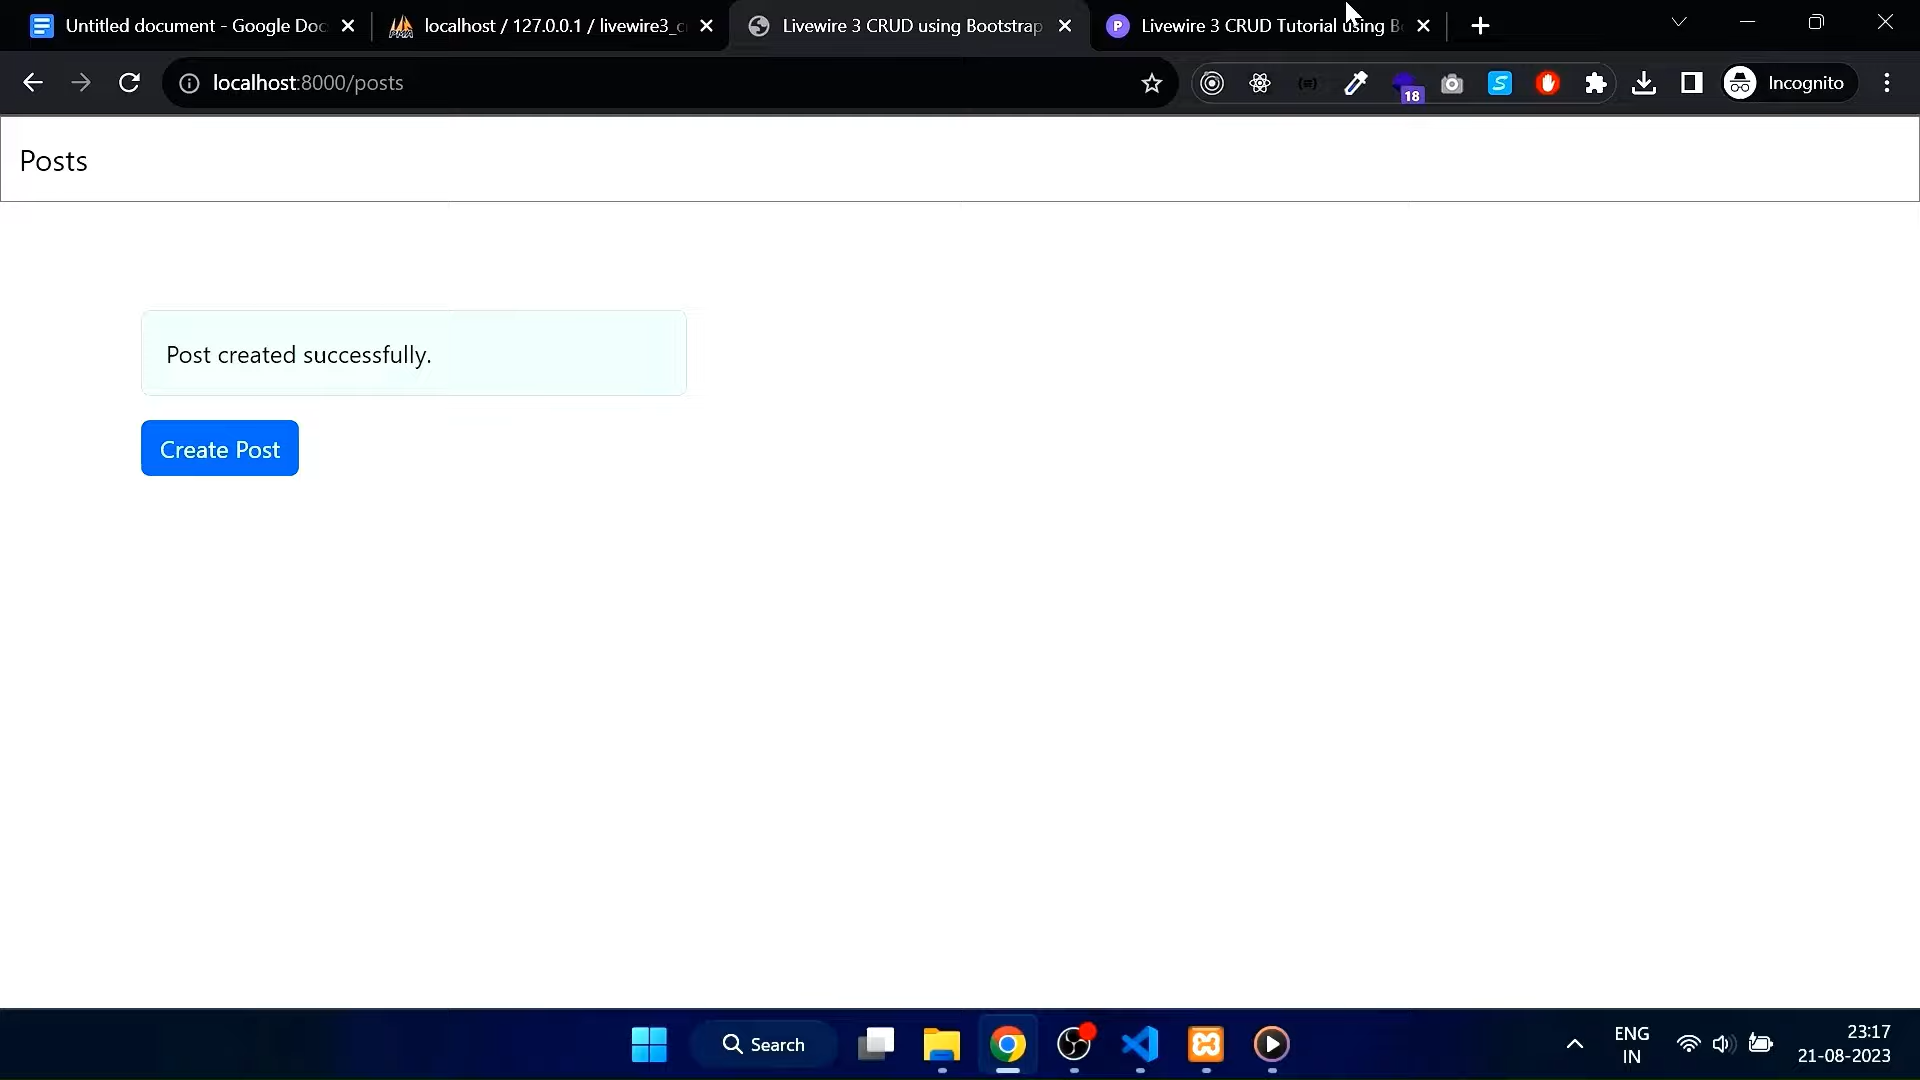 Untitled document - Google Doc
localhost / 127.0.0.1 / livewire3_c
Livewire 3 CRUD using Bootstrap
Livewire 3 CRUD Tutorial using B
localhost:8000/posts
18
Incognito
Posts
Post created successfully.
Create Post
Search
ENG
IN
23:17
21-08-2023